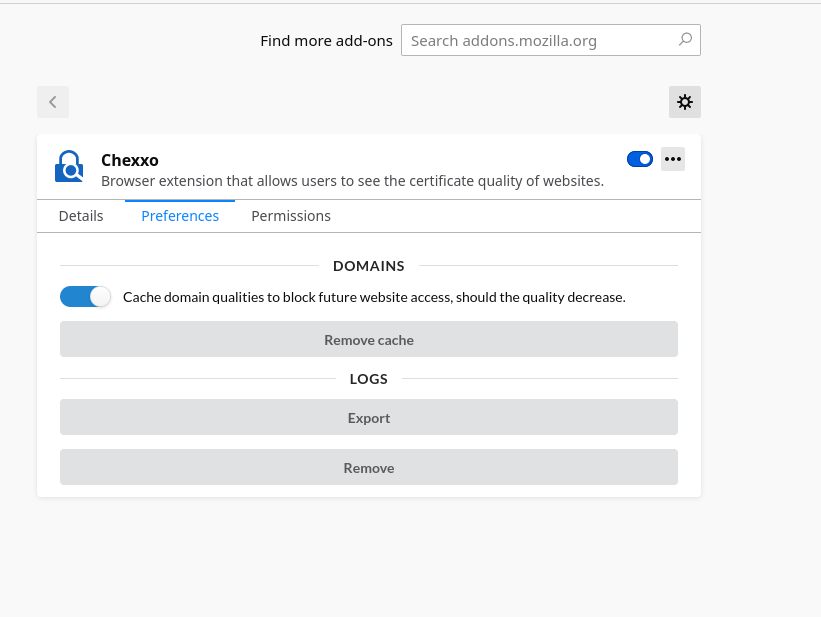 Find more add-ons
Search addons.mozilla.org
Chexxo
Browser extension that allows users to see the certificate quality of websites.
Details Preferences Permissions
DOMAINS
Cache domain qualities to block future website access, should the quality decrease.
Remove cache
LOGS
Export
Remove